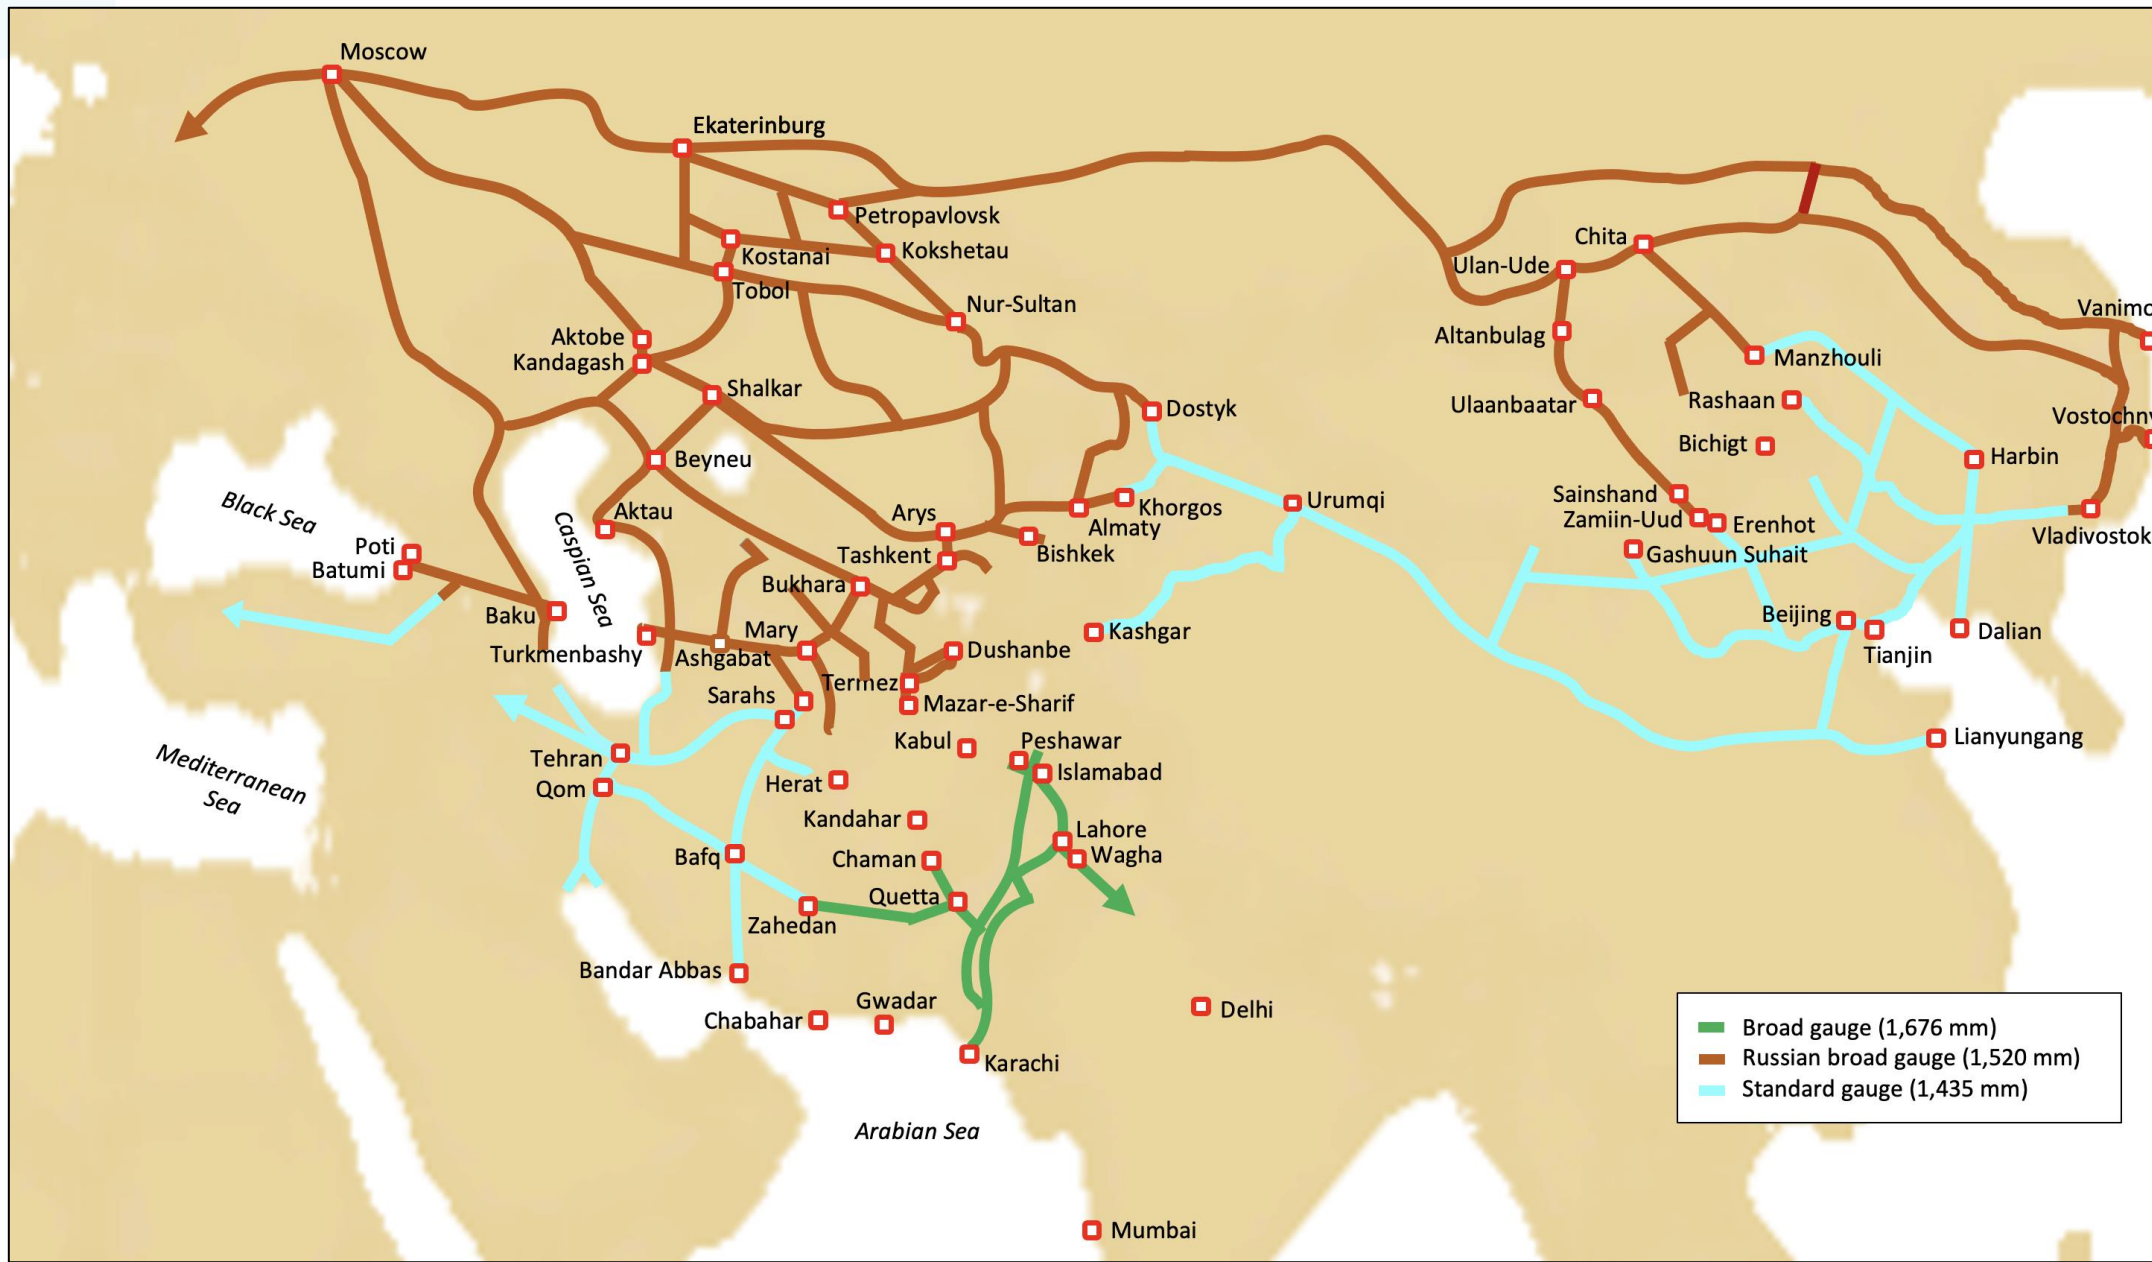 Moscow
Ekaterinburg
Petropavlovsk
Kokshetau
Kostanai
Tobol
Nur-Sultan
Aktobe
Kandagash
Shalkar
Dostyk
Beyneu
Aktau
Arys
Khorgos
Almaty
Urumqi
Tashkent
Bishkek
Bukhara
Black Sea
Caspian Sea
Poti
Batumi
Baku
Turkmenbashy
Ashgabat
Mary
Dushanbe
Kashgar
Termez
Sarahs
Mazar-e-Sharif
Kabul
Peshawar
Islamabad
Tehran
Qom
Herat
Kandahar
Lahore
Wagha
Bafq
Chaman
Quetta
Zahedan
Mediterranean
Sea
Bandar Abbas
Chabahar
Gwadar
Karachi
Delhi
Arabian Sea
Mumbai
Chita
Ulan-Ude
Altanbulag
Manzhouli
Ulaanbaatar
Rashaan
Bichigt
Harbin
Sainshand
Zamiin-Uud
Erenhot
Gashuun Suhait
Vanimo
Vostochny
Vladivostok
Beijing
Tianjin
Dalian
Lianyungang
Broad gauge (1,676 mm)
Russian broad gauge (1,520 mm)
Standard gauge (1,435 mm)